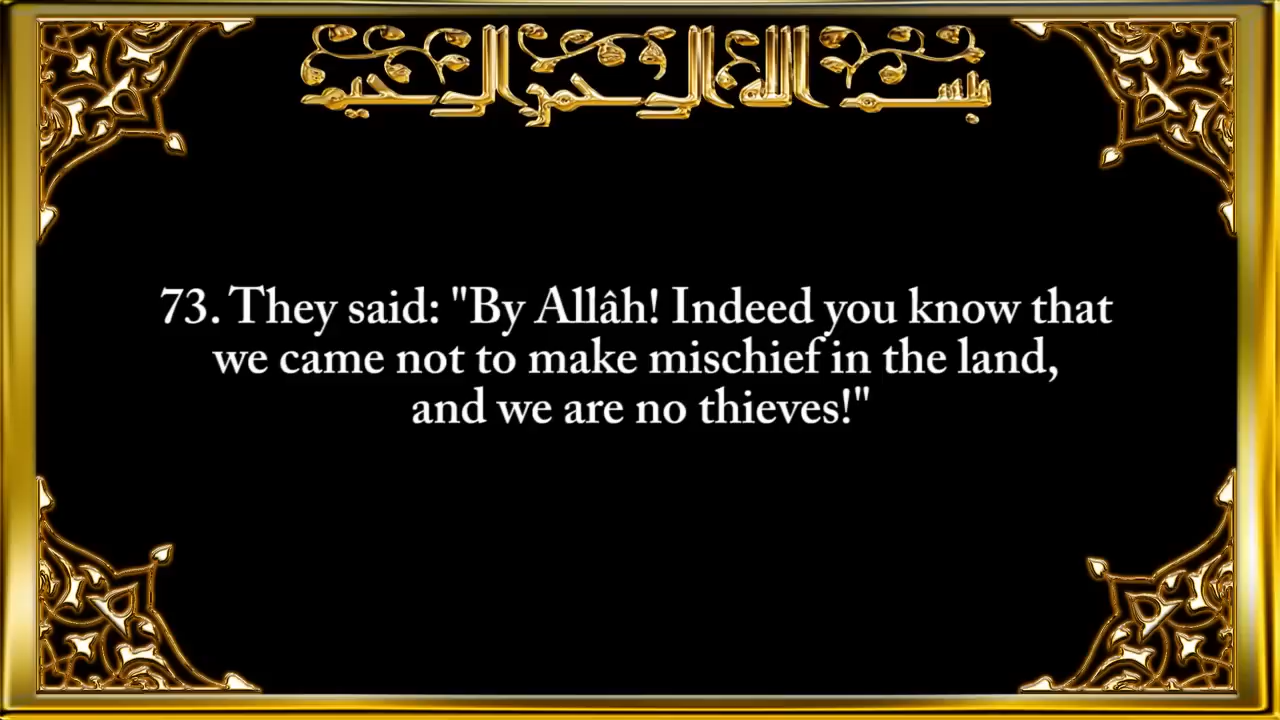 بسم الله الرحمن الرحيم
73. They said: "By Allâh! Indeed you know that
we came not to make mischief in the land,
and we are no thieves!"